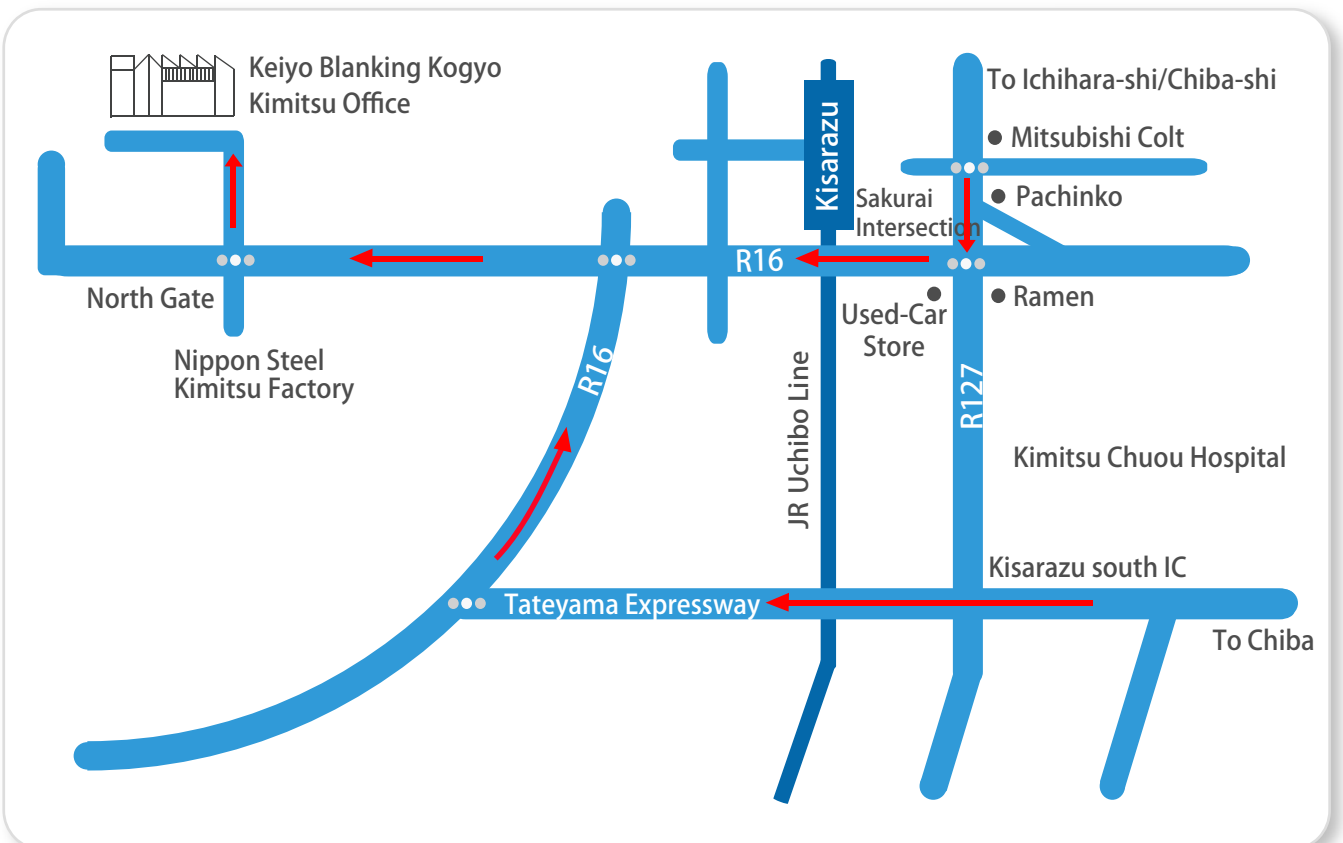 Keiyo Blanking Kogyo
Kimitsu Office
To Ichihara-shi/Chiba-shi
Mitsubishi Colt
Kisarazu
Pachinko
Sakurai
Intersection
R16
North Gate
Used-Car
Store
Ramen
Nippon Steel
Kimitsu Factory
R16
JR Uchibo Line
R127
Kimitsu Chuou Hospital
Kisarazu south IC
Tateyama Expressway
To Chiba